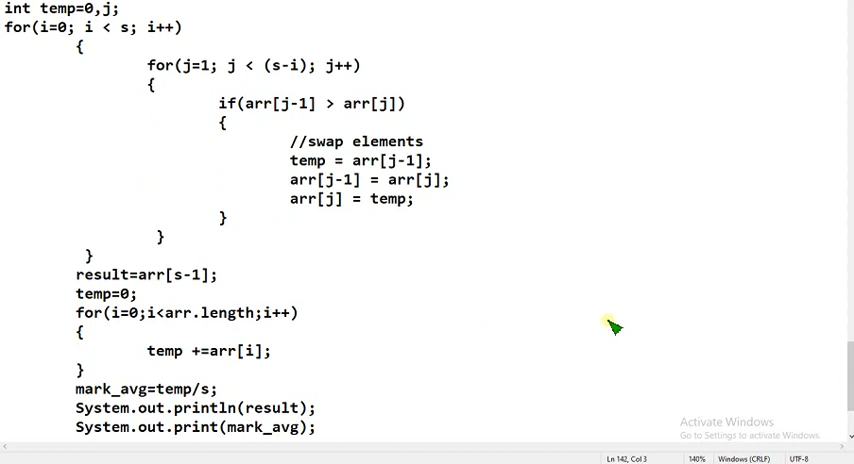 int temp=0,j;
for(i=0; i < s; i++)
{
for(j=1; j < (s-i); j++)
{
if(arr[j-1] > arr[j])
{
//swap elements
temp = arr[j-1];
arr[j-1] = arr[j];
arr[j] = temp;
}
}
}
result=arr[s-1];
temp=0;
for(i=0;i<arr.length;i++)
{
temp +=arr[i];
}
mark_avg=temp/s;
System.out.println(result);
System.out.print(mark_avg);
Activate Windows
Go to Settings to activate Windows.
Ln 142, Col 3 140% Windows (CRLF) UTF-8